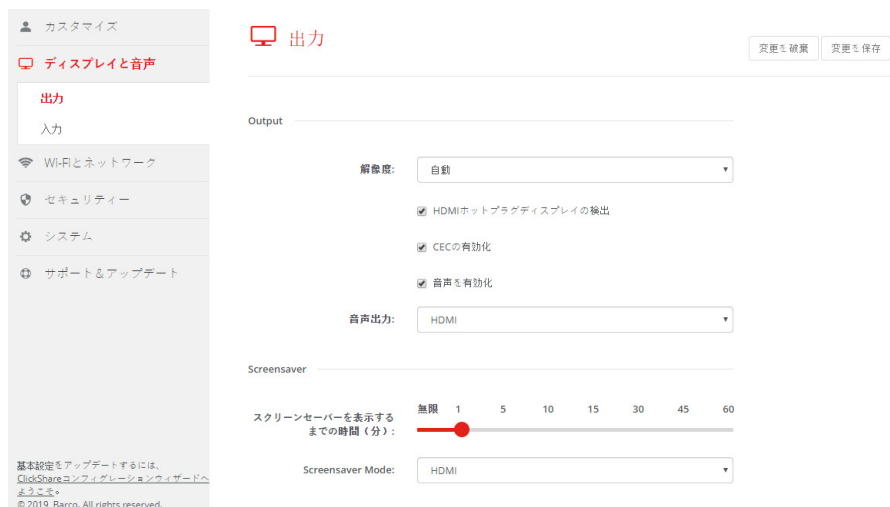 カスタマイズ
ディスプレイと音声
出力
入力
Wi-Fiとネットワーク
セキュリティー
システム
サポート＆アップデート
基本設定をアップデートするには、
ClickShareコンフィグレーションウィザードへ
ようこそ。
© 2019, Barco. All rights reserved.
出力
変更を破棄 変更を保存
Output
解像度: 自動
HDMIホットプラグディスプレイの検出
CECの有効化
音声を有効化
音声出力: HDMI
Screensaver
無限 1 5 10 15 30 45 60
スクリーンセーバーを表示する
までの時間（分）:
Screensaver Mode: HDMI